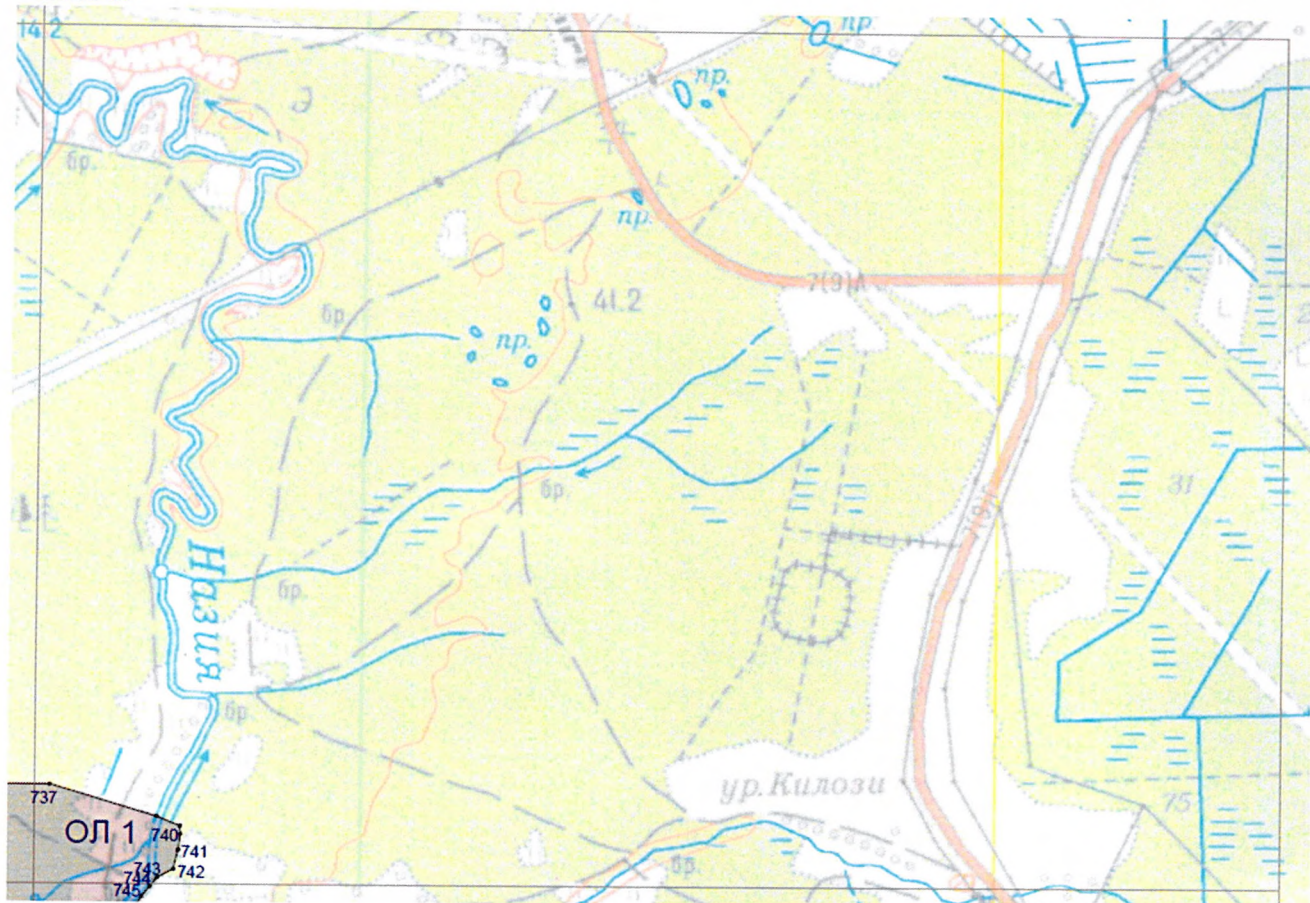 14 2
пр.
пр.
Э
бр.
пр.
7(9)А
41.2
бр.
пр.
31
бр.
Назия
бр.
бр.
ур.Килози
75
737
ОЛ 1
740
741
743
742
745
бр.